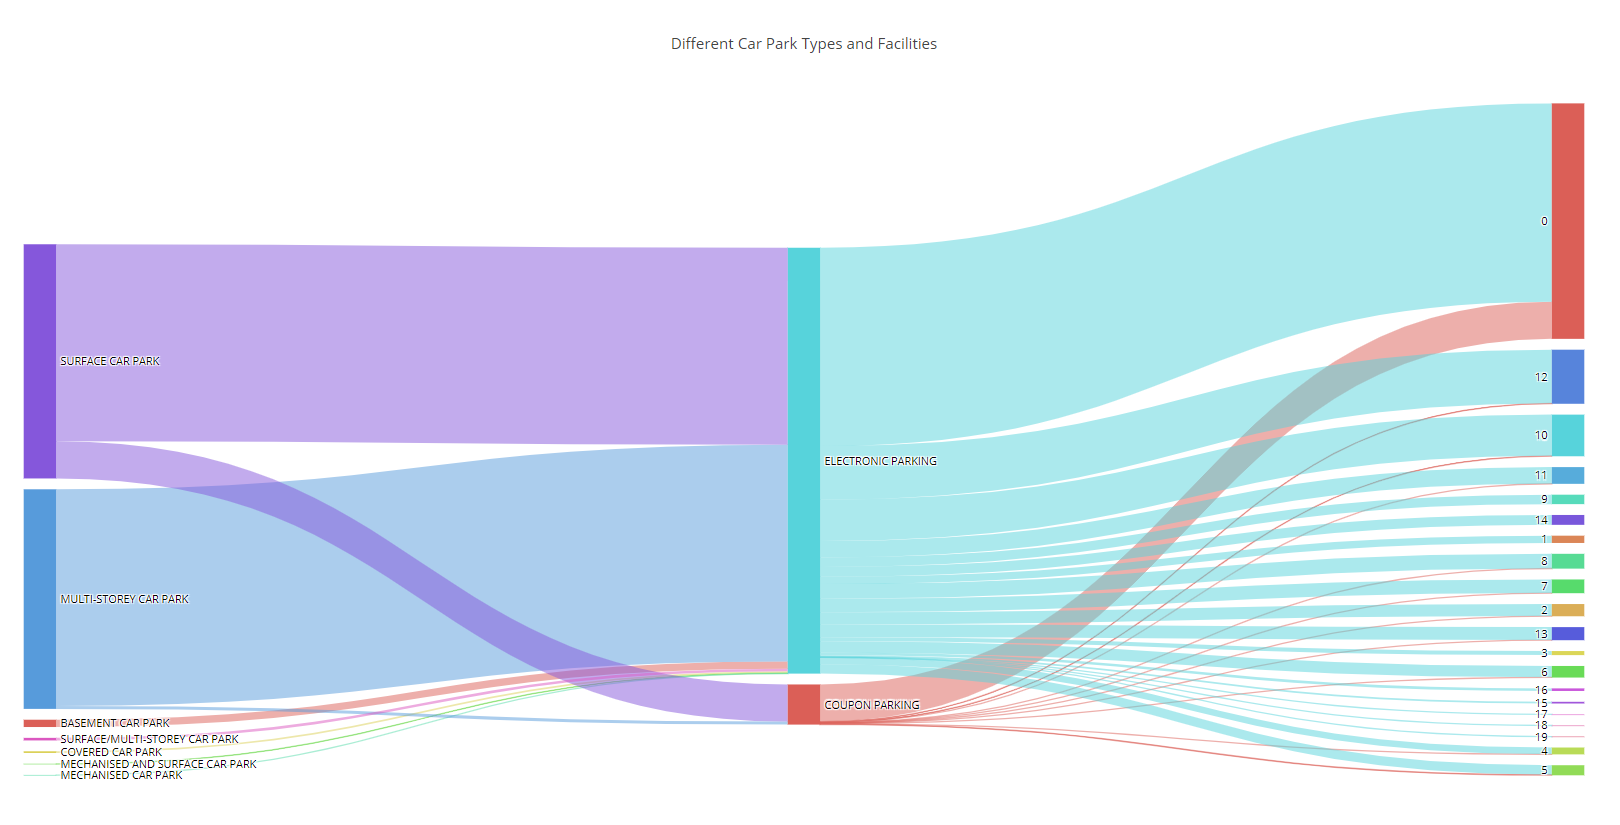 Different Car Park Types and Facilities
SURFACE CAR PARK
MULTI-STOREY CAR PARK
BASEMENT CAR PARK
SURFACE/MULTI-STOREY CAR PARK
COVERED CAR PARK
MECHANISED AND SURFACE CAR PARK
MECHANISED CAR PARK
ELECTRONIC PARKING
COUPON PARKING
0
12
10
11
9
14
1
8
7
2
13
3
6
16
15
17
18
19
4
5